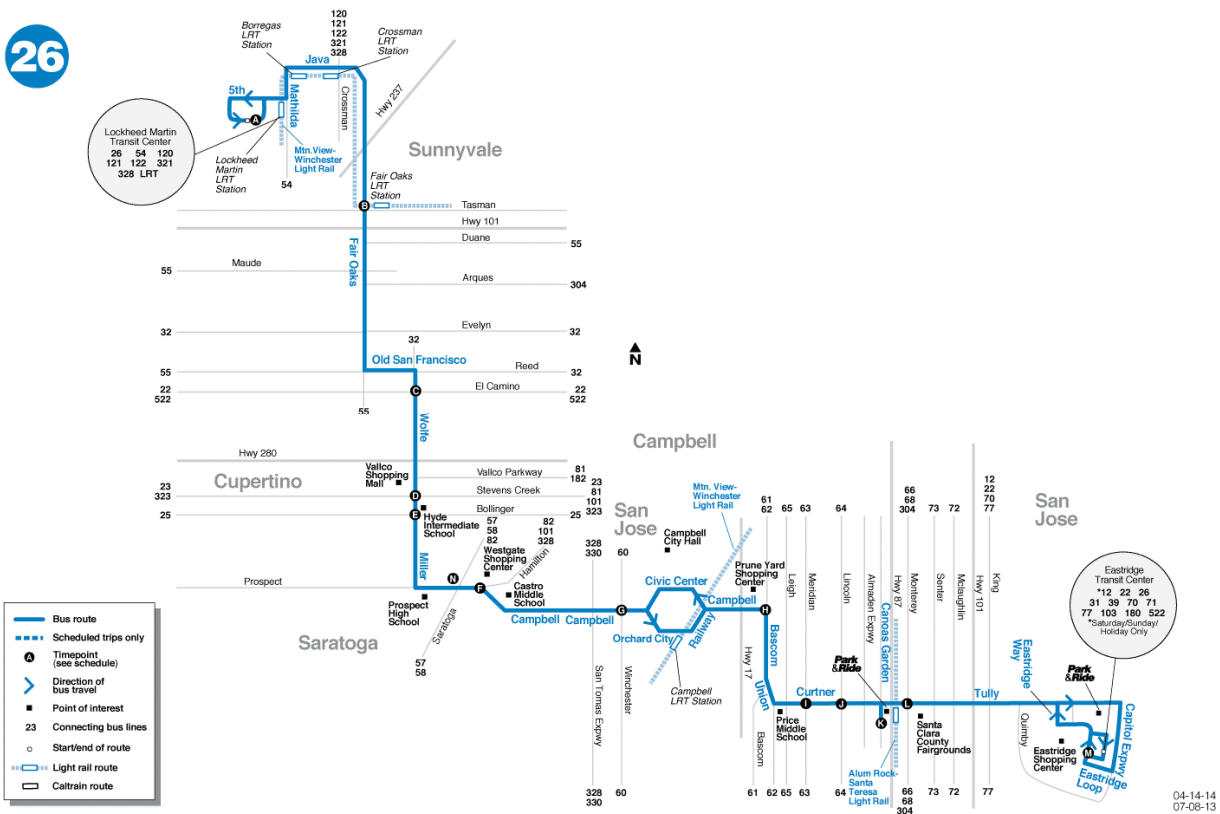 26
Borregas
LRT
Station
120
121
122
321
328
Crossman
LRT
Station
Java
5th
Mathilda
Crossman
Hwy 237
A
Lockheed Martin
Transit Center
26 54 120
121 122 321
328 LRT
Lockheed
Martin
LRT
Station
Mtn.View-
Winchester
Light Rail
54
Sunnyvale
Fair Oaks
LRT
Station
B
Tasman
Hwy 101
Duane
55
Fair Oaks
Maude
55
Arques
304
Evelyn
32
32
32
Old San Francisco
Reed
55
32
El Camino
22
522
22
522
C
55
Wolfe
N
Campbell
Hwy 280
Cupertino
Vallco
Shopping
Mall
Vallco Parkway
81
182
23
323
D
Stevens Creek
23
81
101
323
25
E
Bollinger
25
Hyde
Intermediate
School
57
58
82
82
101
328
Westgate
Shopping
Center
Hamilton
Miller
Prospect
N
F
Castro
Middle
School
Prospect
High
School
Saratoga
Saratoga
57
58
San
Jose
328
330
60
Campbell
City Hall
Mtn. View-
Winchester
Light Rail
Civic Center
Campbell
Campbell
Campbell
G
Orchard City
Railway
Campbell
LRT Station
San Tomas Expwy
Winchester
328
330
60
Prune Yard
Shopping
Center
61
62
65
63
64
H
Hwy 17
Bascom
Union
Bascom
Leigh
Meridian
Lincoln
Almaden Expwy
Canoas Garden
Hwy 87
66
68
304
73
72
12
22
70
77
Monterey
Senter
Mclaughlin
Hwy 101
King
San
Jose
Park
&Ride
Curtner
I
J
K
L
Tully
Price
Middle
School
Santa
Clara
County
Fairgrounds
Alum Rock-
Santa
Teresa
Light Rail
61
62
65
63
64
66
68
304
73
72
77
Eastridge
Transit Center
*12 22 26
31 39 70 71
77 103 180 522
*Saturday/Sunday/
Holiday Only
Eastridge
Way
Park
&Ride
Quimby
Eastridge
Shopping
Center
M
Capitol Expwy
Eastridge
Loop
Bus route
Scheduled trips only
A
Timepoint
(see schedule)
Direction of
bus travel
Point of interest
23
Connecting bus lines
Start/end of route
Light rail route
Caltrain route
04-14-14
07-08-13